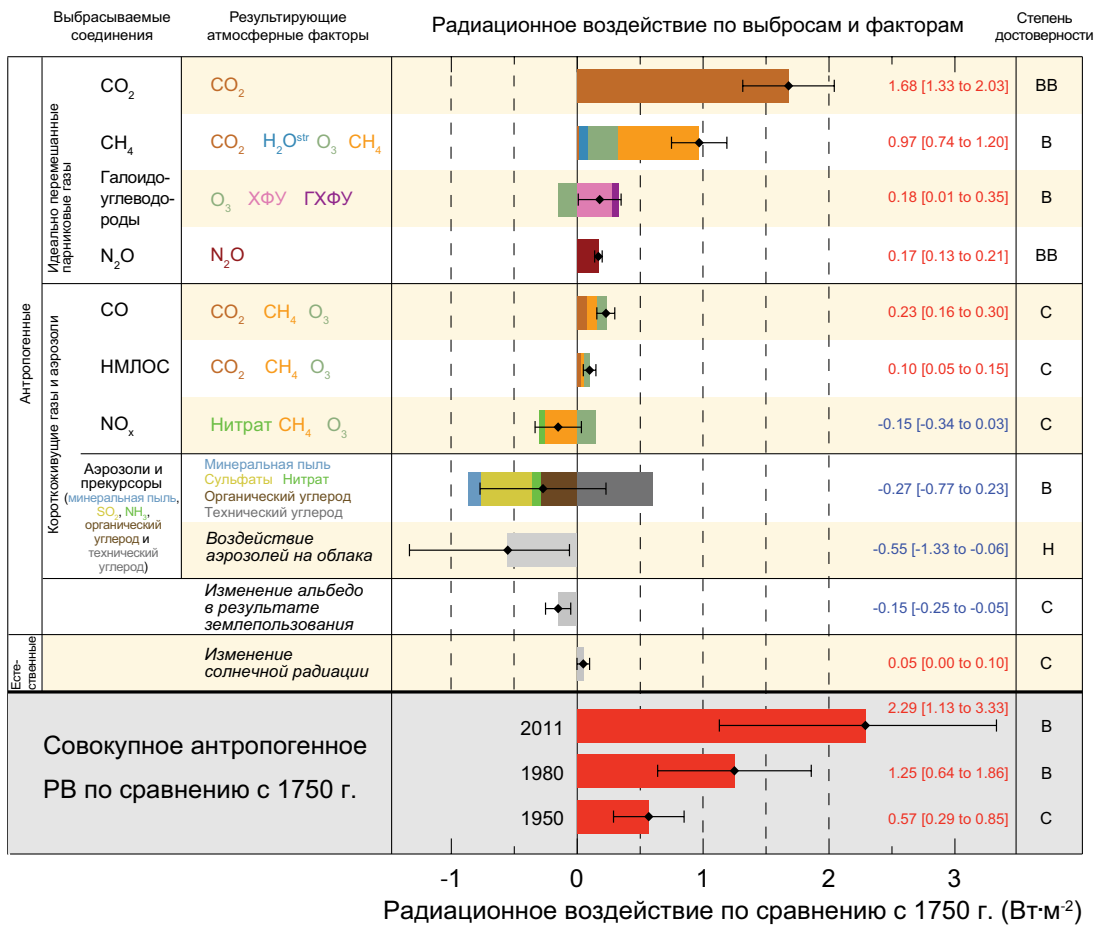 Выбрасываемые
соединения
Результирующие
атмосферные факторы
Радиационное воздействие по выбросам и факторам
Степень
достоверности
Антропогенные
Идеально перемешанные
парниковые газы
CO₂
CO₂
1.68 [1.33 to 2.03]
ВВ
CH₄
CO₂ H₂Oˢᵗʳ O₃ CH₄
0.97 [0.74 to 1.20]
В
Галоидо-
углеводо-
роды
O₃ ХФУ ГХФУ
0.18 [0.01 to 0.35]
В
N₂O
N₂O
0.17 [0.13 to 0.21]
ВВ
Короткоживущие газы и аэрозоли
CO
CO₂ CH₄ O₃
0.23 [0.16 to 0.30]
С
НМЛОС
CO₂ CH₄ O₃
0.10 [0.05 to 0.15]
С
NOₓ
Нитрат CH₄ O₃
-0.15 [-0.34 to 0.03]
С
Аэрозоли и
прекурсоры
(минеральная пыль,
SO₂, NH₃,
органический
углерод и
технический
углерод)
Минеральная пыль
Сульфаты Нитрат
Органический углерод
Технический углерод
-0.27 [-0.77 to 0.23]
В
Воздействие
аэрозолей на облака
-0.55 [-1.33 to -0.06]
Н
Изменение альбедо
в результате
землепользования
-0.15 [-0.25 to -0.05]
С
Есте-
ственные
Изменение
солнечной радиации
0.05 [0.00 to 0.10]
С
Совокупное антропогенное
РВ по сравнению с 1750 г.
2011
2.29 [1.13 to 3.33]
В
1980
1.25 [0.64 to 1.86]
В
1950
0.57 [0.29 to 0.85]
С
-1 0 1 2 3
Радиационное воздействие по сравнению с 1750 г. (Вт·м⁻²)